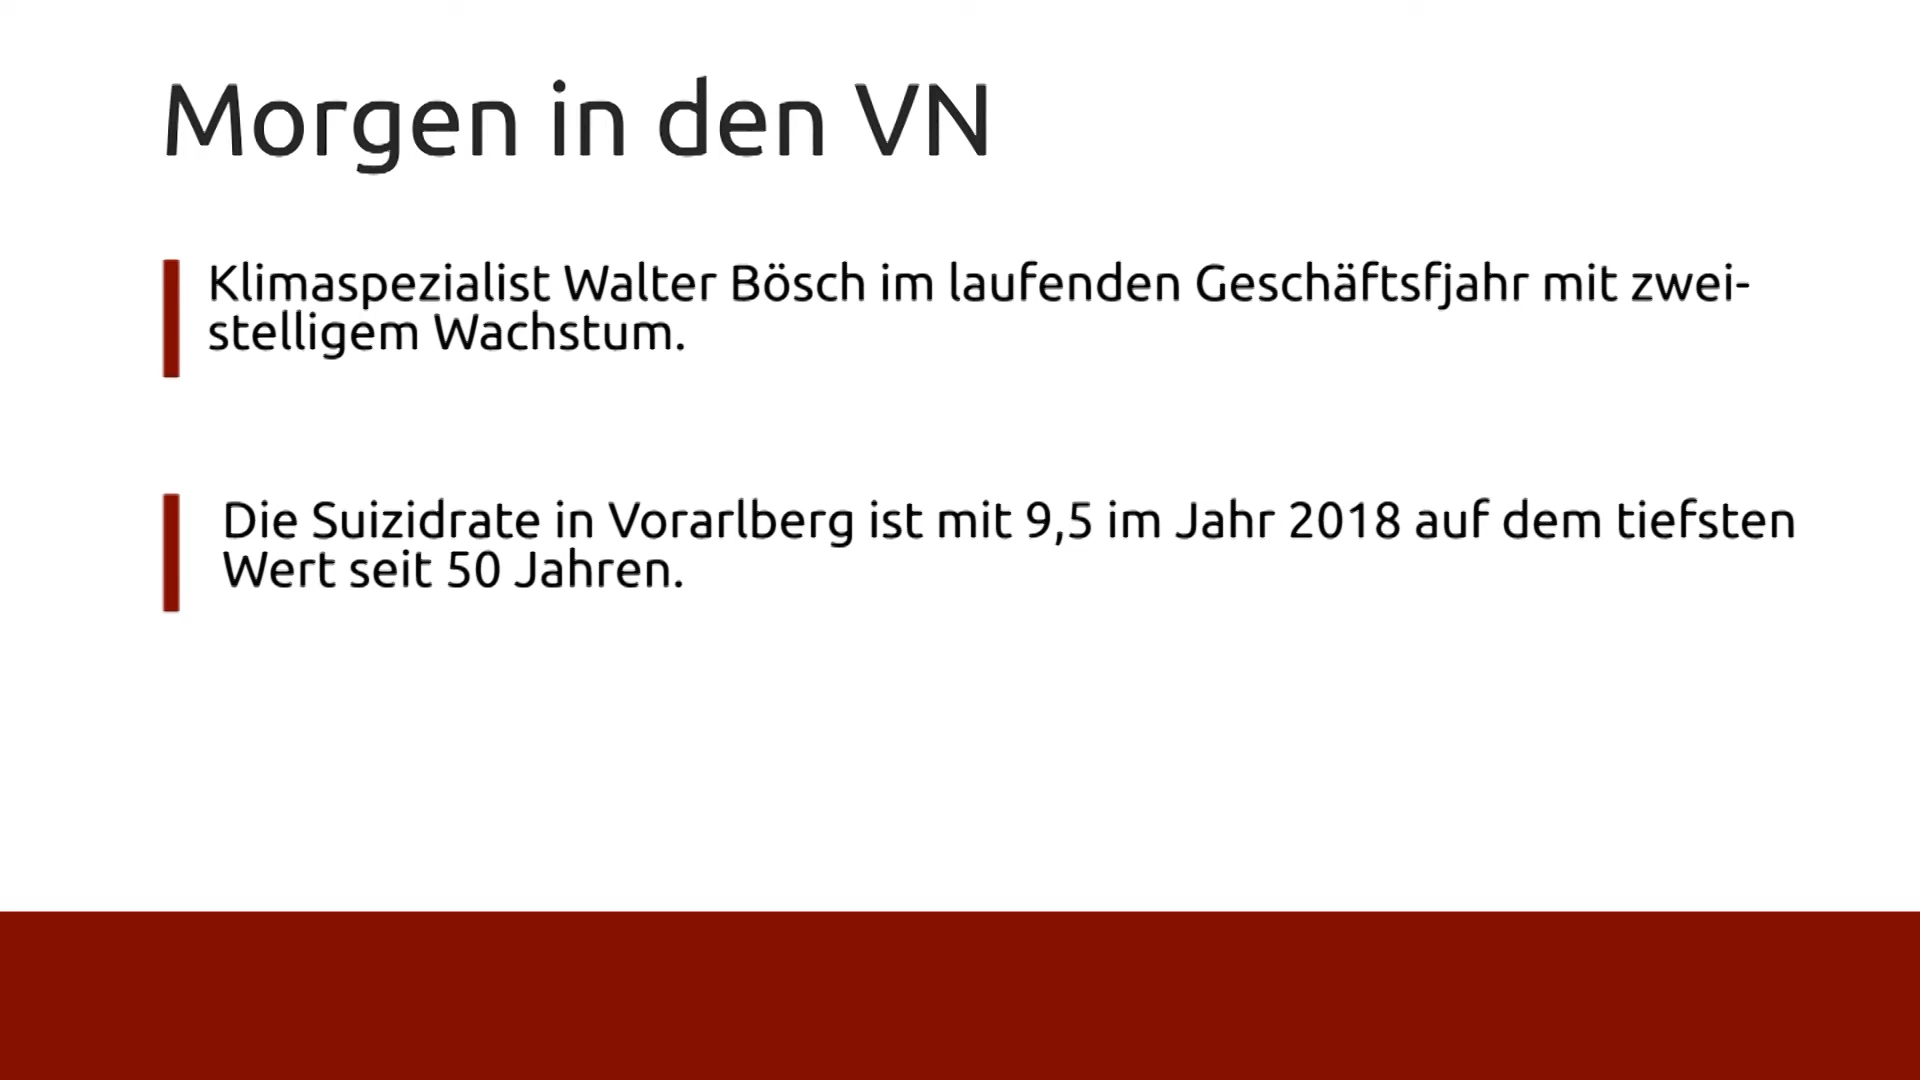 Morgen in den VN
Klimaspezialist Walter Bösch im laufenden Geschäftsfjahr mit zwei-
stelligem Wachstum.
Die Suizidrate in Vorarlberg ist mit 9,5 im Jahr 2018 auf dem tiefsten
Wert seit 50 Jahren.